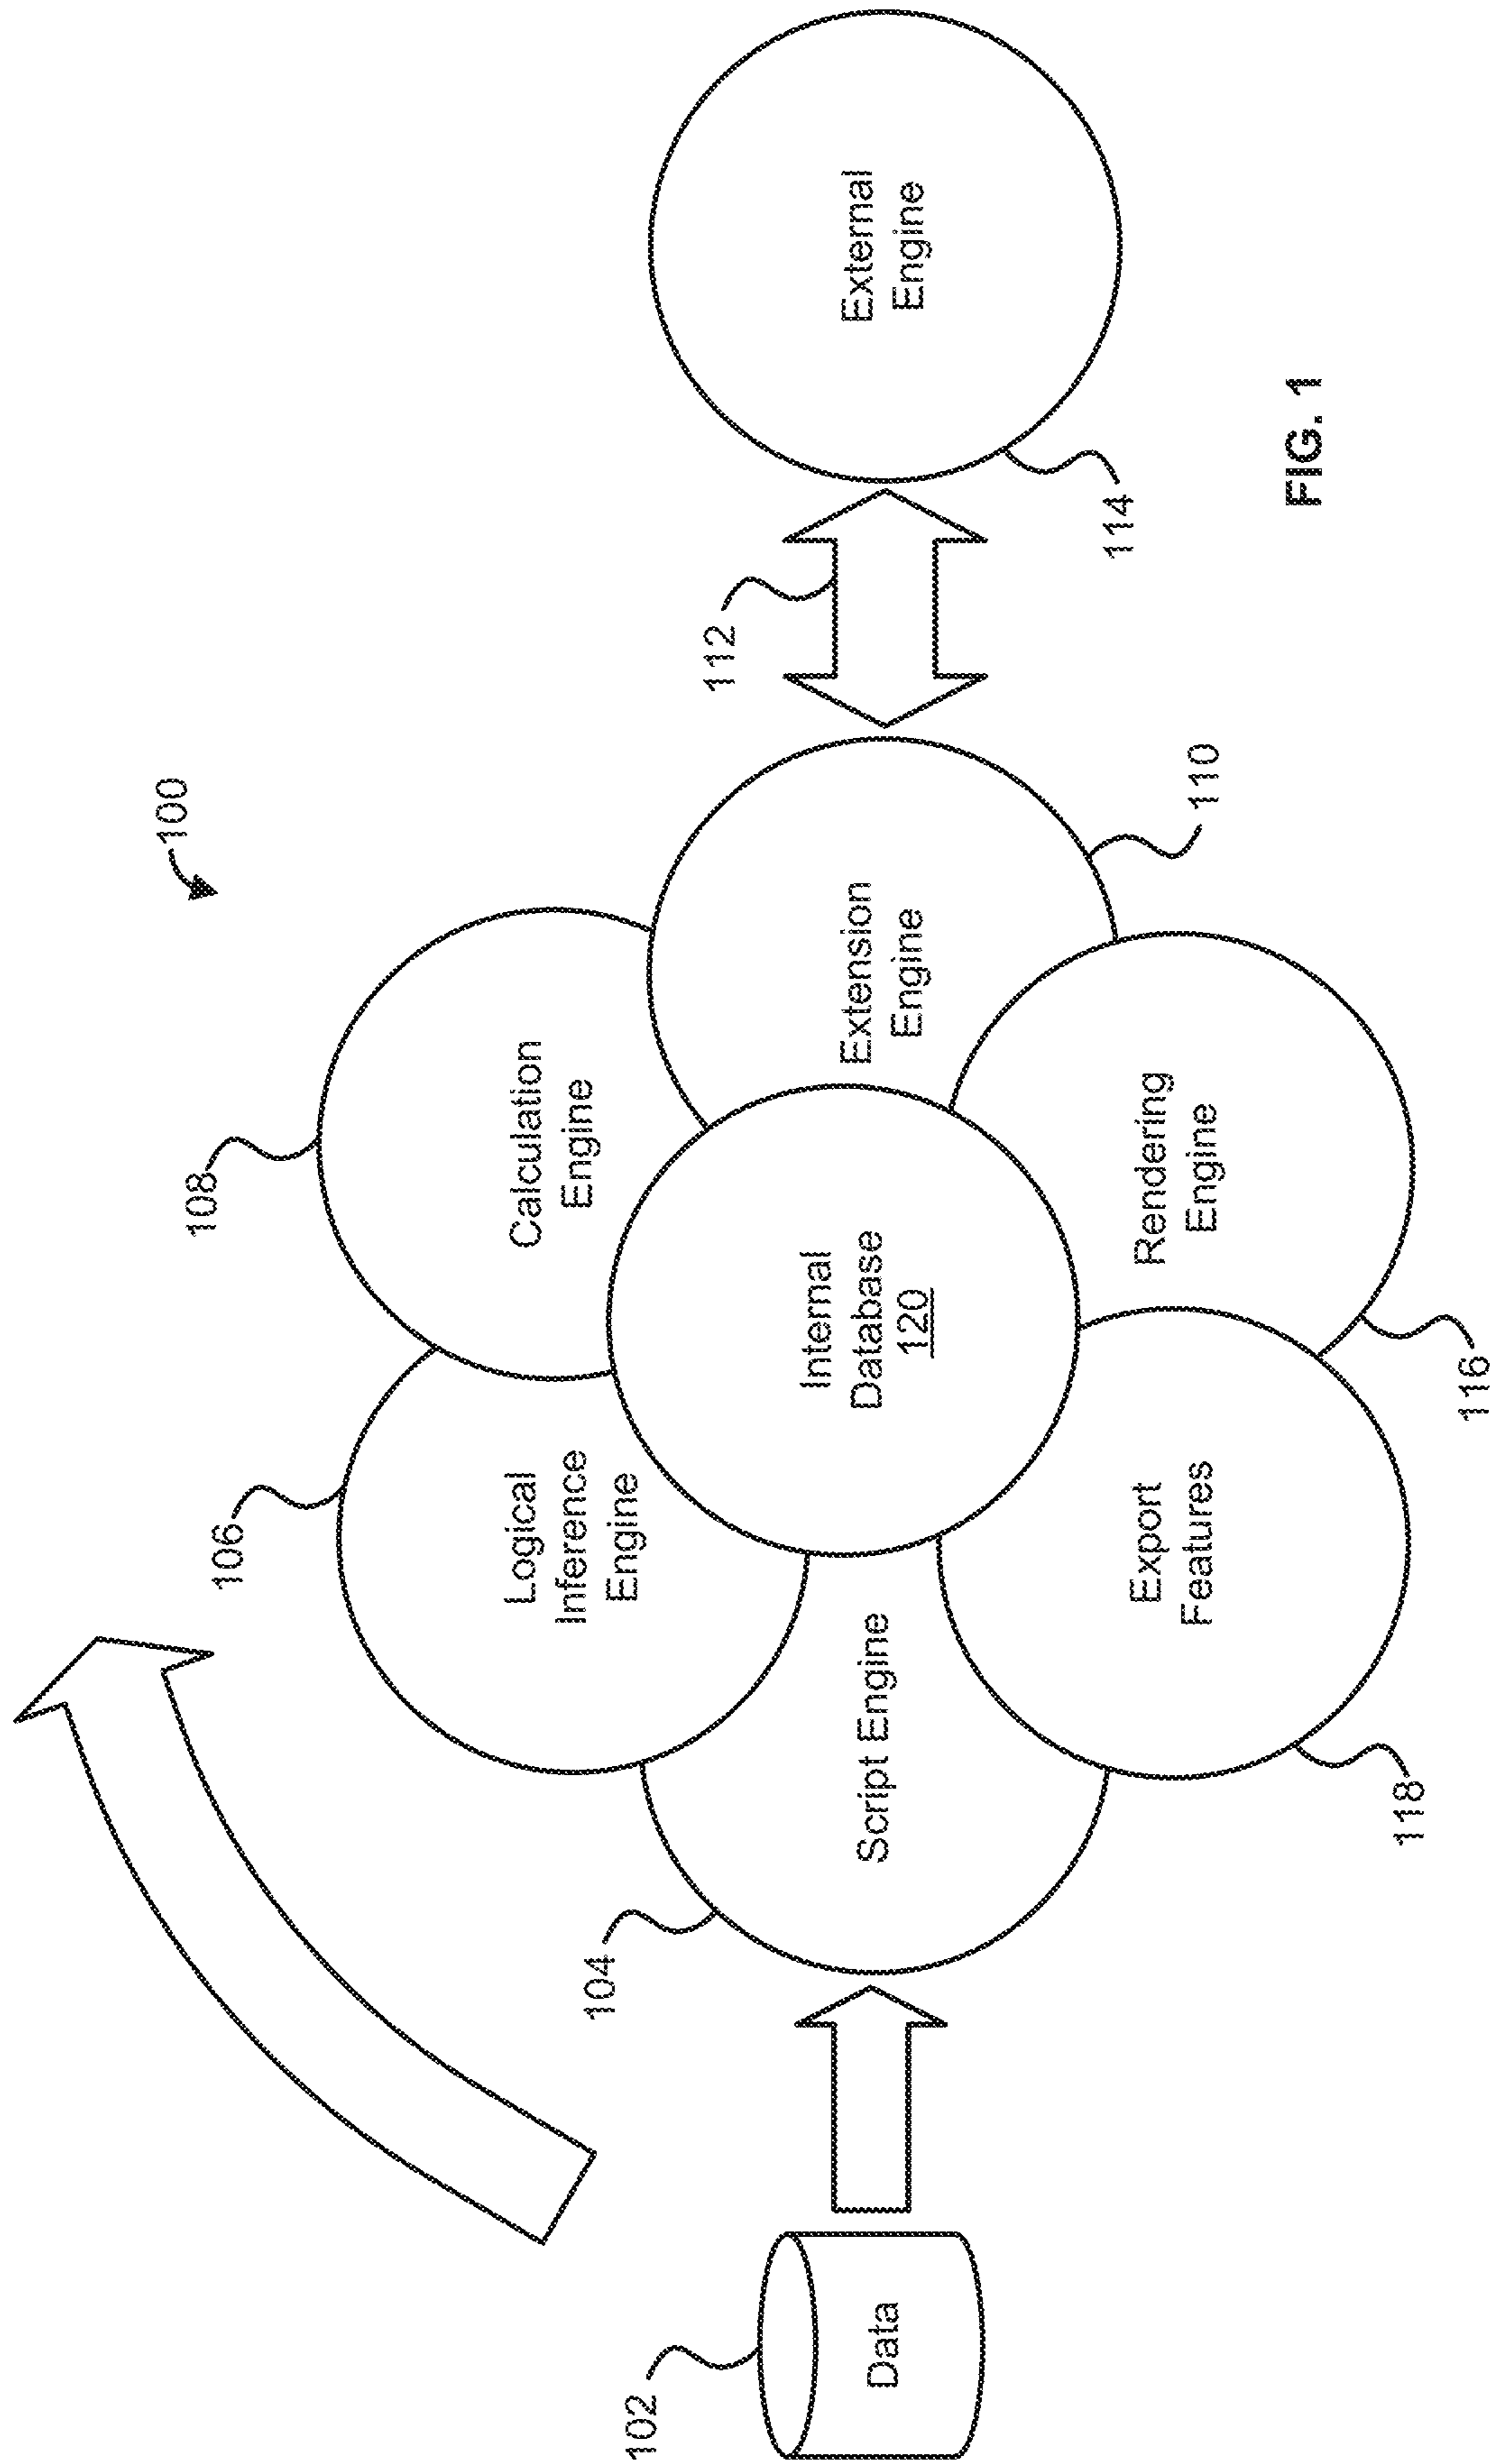 100
108
106
Calculation
Engine
Logical
Inference
Engine
104
112
102
Data
Script Engine
Internal
Database
120
Extension
Engine
External
Engine
114
110
Export
Features
Rendering
Engine
118
116
FIG. 1